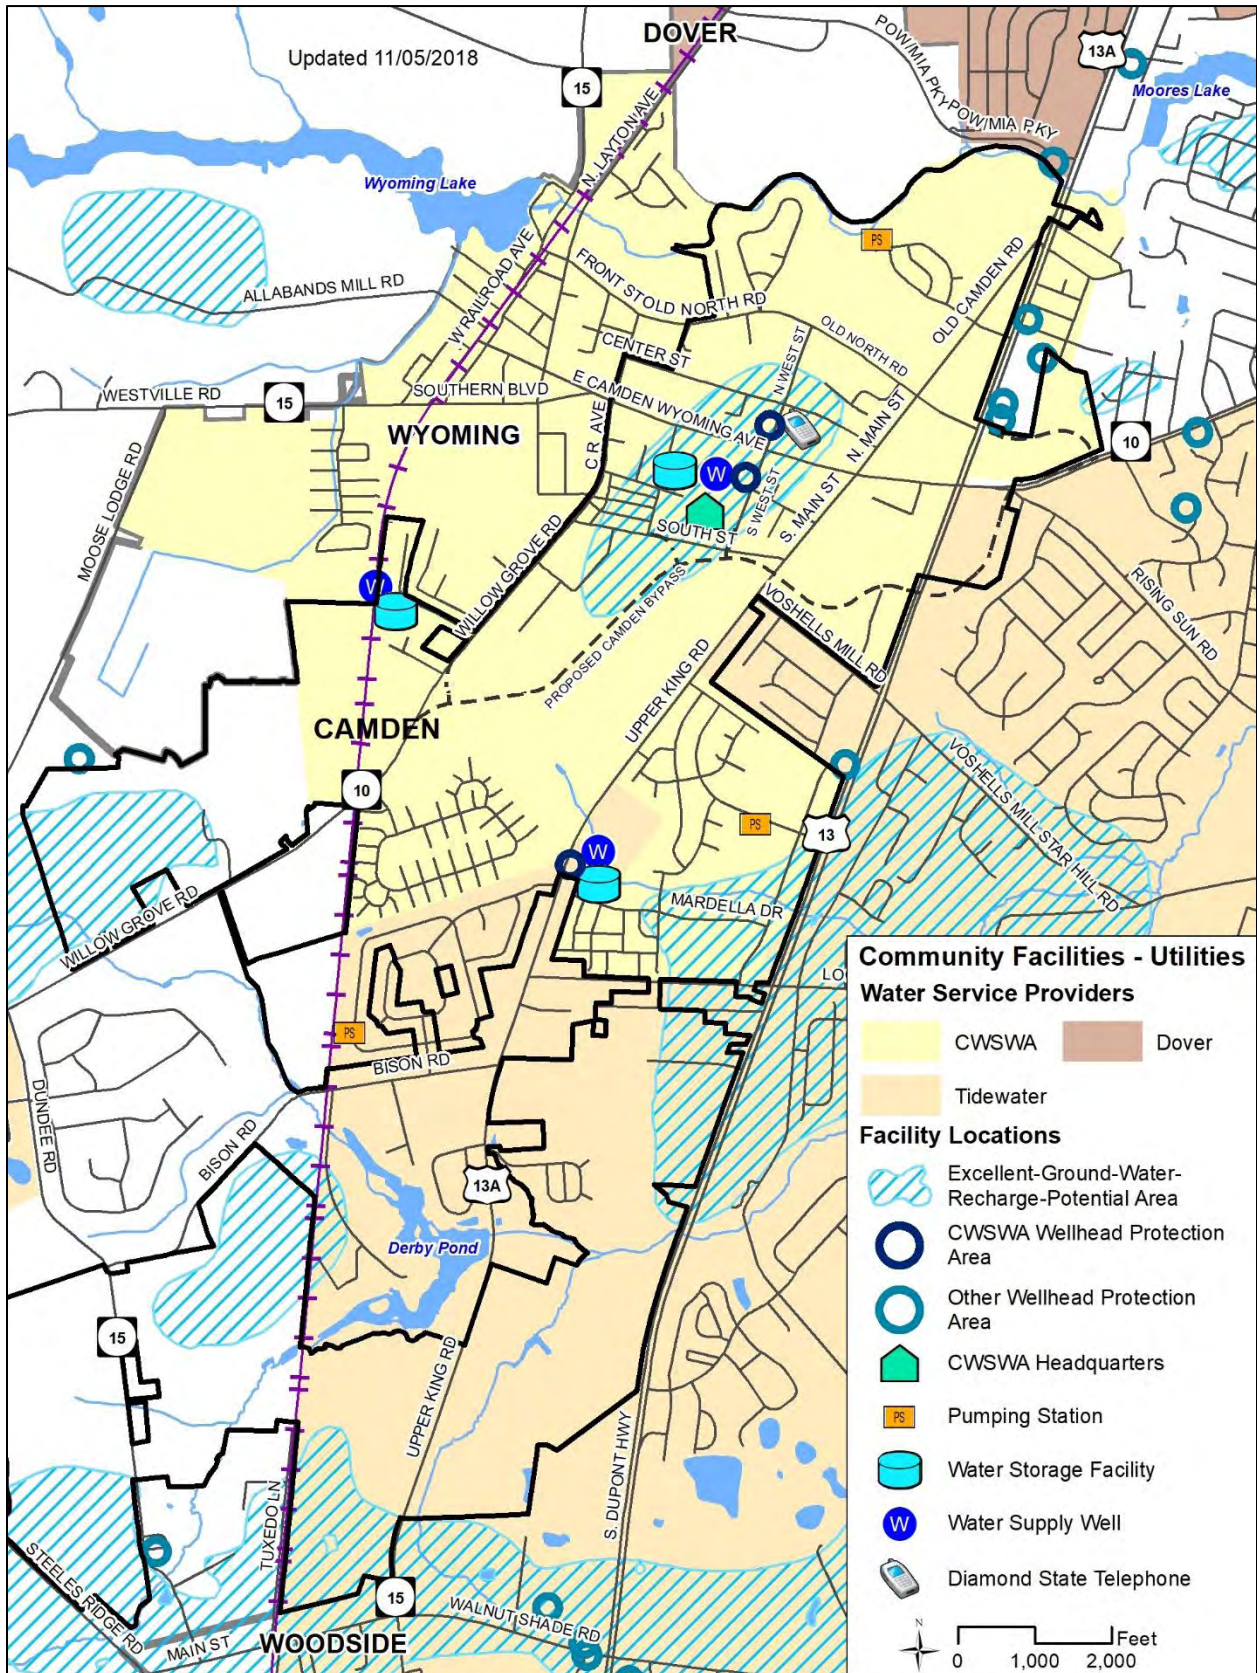 DOVER
Updated 11/05/2018
POW/MIA PKY
POW/MIA PKY
13A
Moores Lake
15
N. LAYTON AVE
Wyoming Lake
PS
W RAILROAD AVE
FRONT ST
OLD NORTH RD
OLD CAMDEN RD
ALLABANDS MILL RD
CENTER ST
OLD NORTH RD
N WEST ST
WESTVILLE RD
15
SOUTHERN BLVD
E CAMDEN WYOMING AVE
WYOMING
C R AVE
N. MAIN ST
10
MOOSE LODGE RD
W
S WEST ST
S. MAIN ST
SOUTH ST
W
WILLOW GROVE RD
PROPOSED CAMDEN BYPASS
VOSHELLS MILL RD
RISING SUN RD
UPPER KING RD
CAMDEN
10
VOSHELLS MILL-STAR HILL RD
PS
13
W
MARDELLA DR
WILLOW GROVE RD
LOC
PS
BISON RD
DUNDEE RD
BISON RD
13A
Derby Pond
15
UPPER KING RD
S. DUPONT HWY
TUXEDO LN
STEELES RIDGE RD
15
WALNUT SHADE RD
MAIN ST
WOODSIDE
Community Facilities - Utilities
Water Service Providers
CWSWA
Dover
Tidewater
Facility Locations
Excellent-Ground-Water-
Recharge-Potential Area
CWSWA Wellhead Protection
Area
Other Wellhead Protection
Area
CWSWA Headquarters
PS
Pumping Station
Water Storage Facility
W
Water Supply Well
Diamond State Telephone
N
Feet
0 1,000 2,000